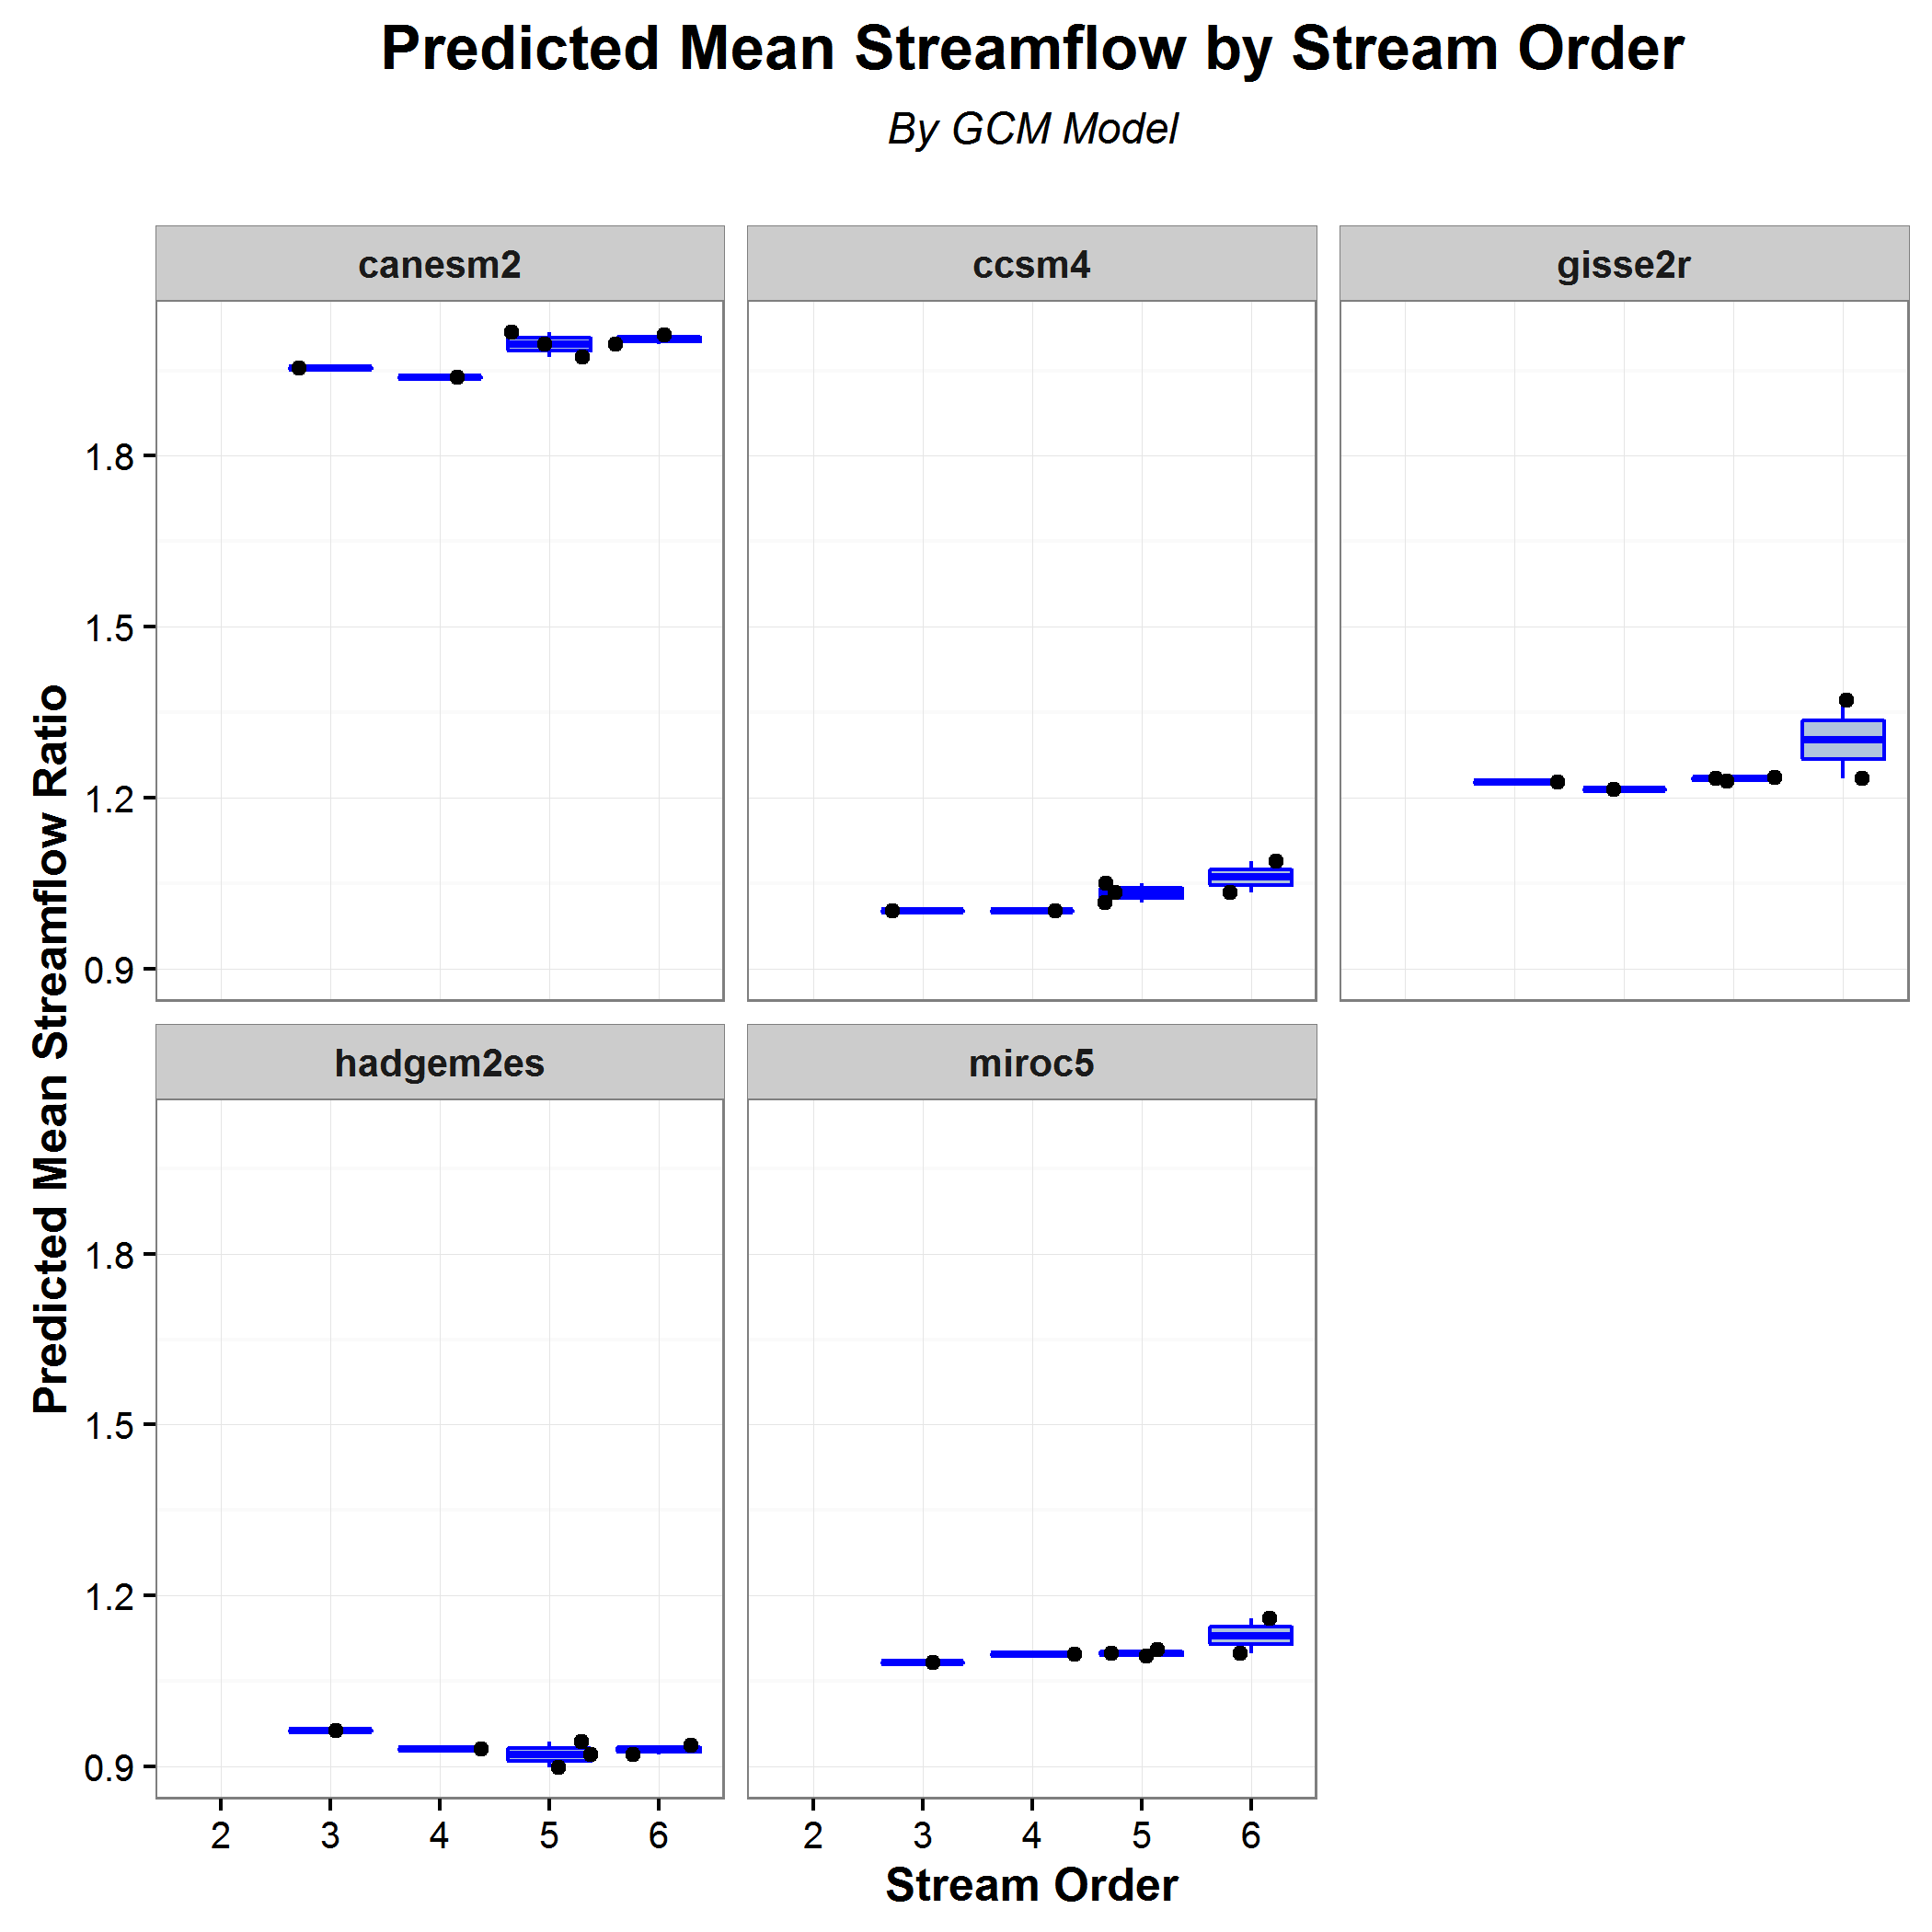 Predicted Mean Streamflow by Stream Order
By GCM Model
canesm2
ccsm4
gisse2r
1.8
1.5
1.2
0.9
Predicted Mean Streamflow Ratio
hadgem2es
miroc5
1.8
1.5
1.2
0.9
2 3 4 5 6
2 3 4 5 6
Stream Order